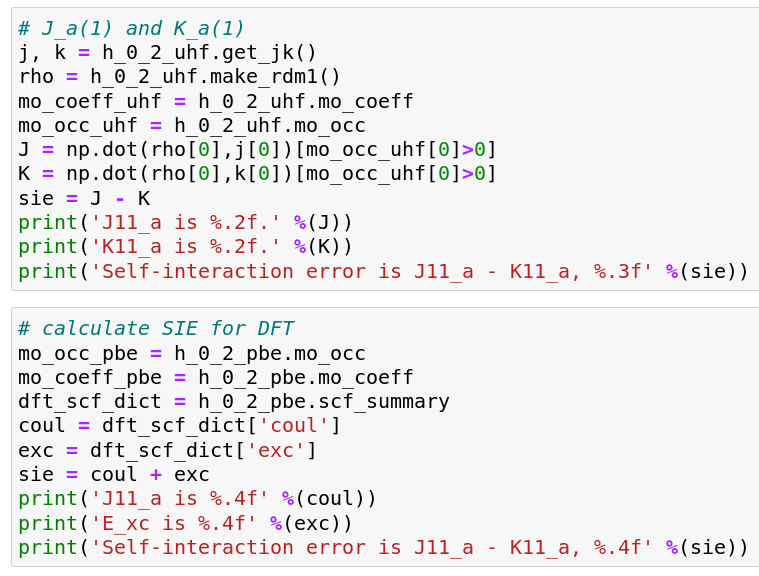 # J_a(1) and K_a(1)
j, k = h_0_2_uhf.get_jk()
rho = h_0_2_uhf.make_rdm1()
mo_coeff_uhf = h_0_2_uhf.mo_coeff
mo_occ_uhf = h_0_2_uhf.mo_occ
J = np.dot(rho[0],j[0])[mo_occ_uhf[0]>0]
K = np.dot(rho[0],k[0])[mo_occ_uhf[0]>0]
sie = J - K
print('J11_a is %.2f.' %(J))
print('K11_a is %.2f.' %(K))
print('Self-interaction error is J11_a - K11_a, %.3f' %(sie))
# calculate SIE for DFT
mo_occ_pbe = h_0_2_pbe.mo_occ
mo_coeff_pbe = h_0_2_pbe.mo_coeff
dft_scf_dict = h_0_2_pbe.scf_summary
coul = dft_scf_dict['coul']
exc = dft_scf_dict['exc']
sie = coul + exc
print('J11_a is %.4f' %(coul))
print('E_xc is %.4f' %(exc))
print('Self-interaction error is J11_a - K11_a, %.4f' %(sie))